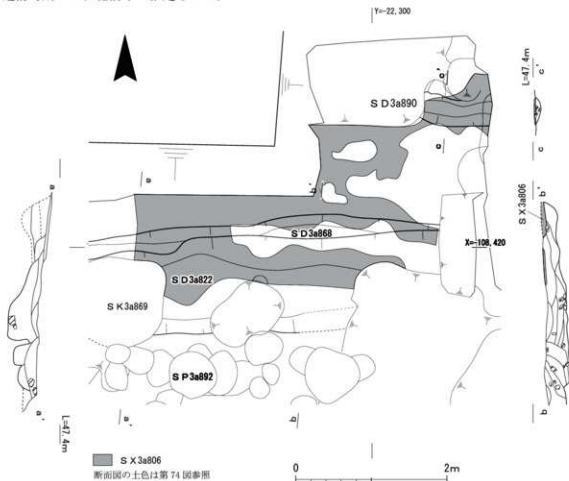 Y=-22,300
L=47.4m
c'
c'
SD3a890
c
c
a
a
b'
SX3a806
b'
SD3a868
X=-108,420
SD3a822
SK3a869
SP3a892
a'
a'
b
b
L=47.4m
SX3a806
断面図の土色は第74図参照
0
2m